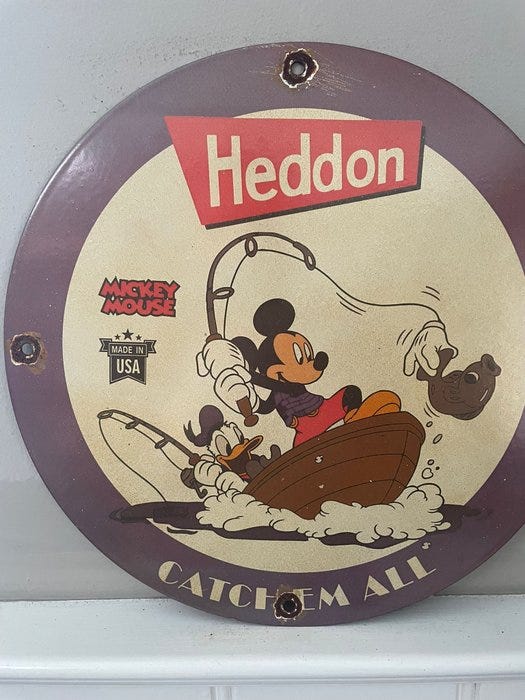 Heddon
MICKEY
MOUSE
MADE IN
USA
CATCH EM ALL